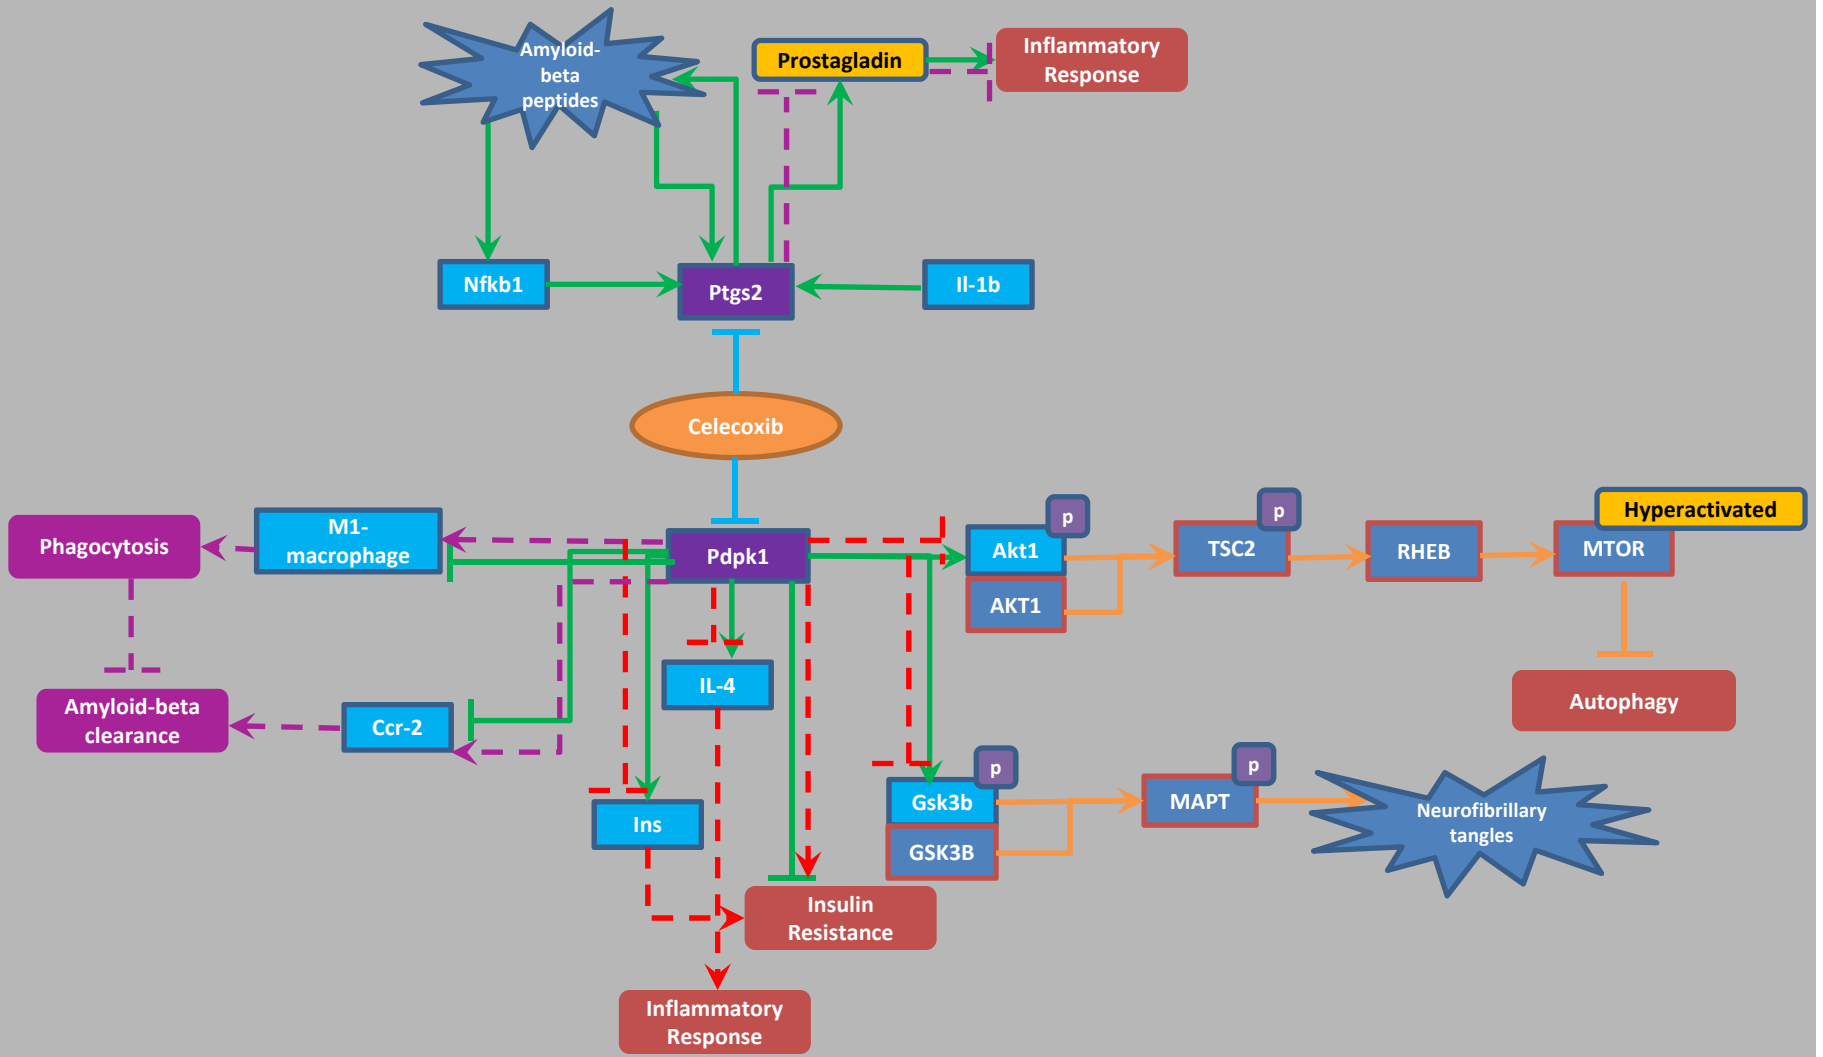 Amyloid-
beta
peptides
Prostagladin
Inflammatory
Response
Nfkb1
Ptgs2
Il-1b
Celecoxib
Phagocytosis
M1-
macrophage
Pdpk1
Akt1
p
AKT1
TSC2
p
RHEB
MTOR
Hyperactivated
Amyloid-beta
clearance
Ccr-2
IL-4
Autophagy
Ins
Gsk3b
p
GSK3B
MAPT
p
Neurofibrillary
tangles
Insulin
Resistance
Inflammatory
Response